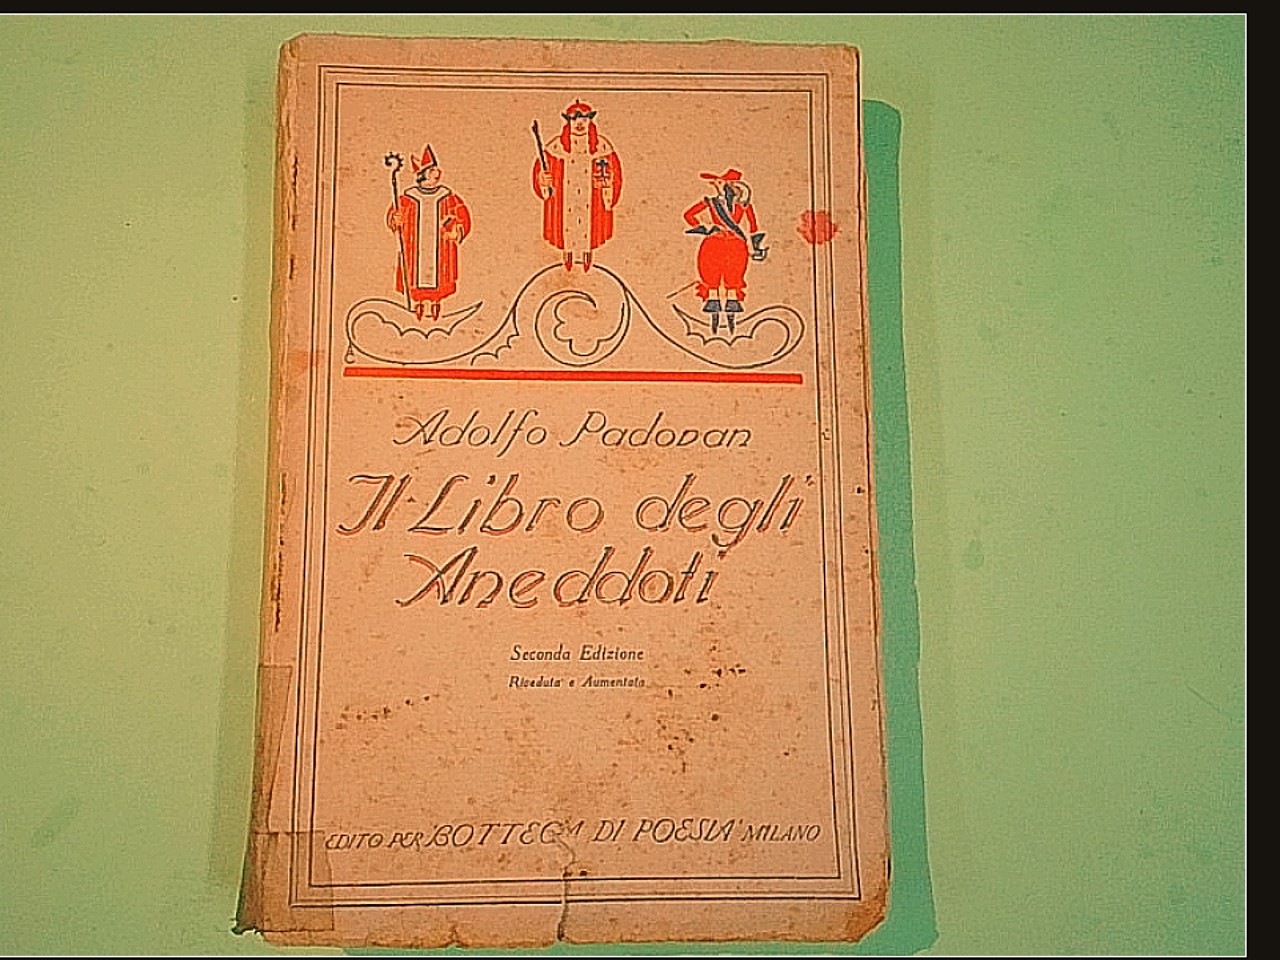 Adolfo Padovan
Il Libro degli
Aneddoti
Seconda Edizione
Riveduta e Aumentata
EDITO PER "BOTTEGA DI POESIA" MILANO